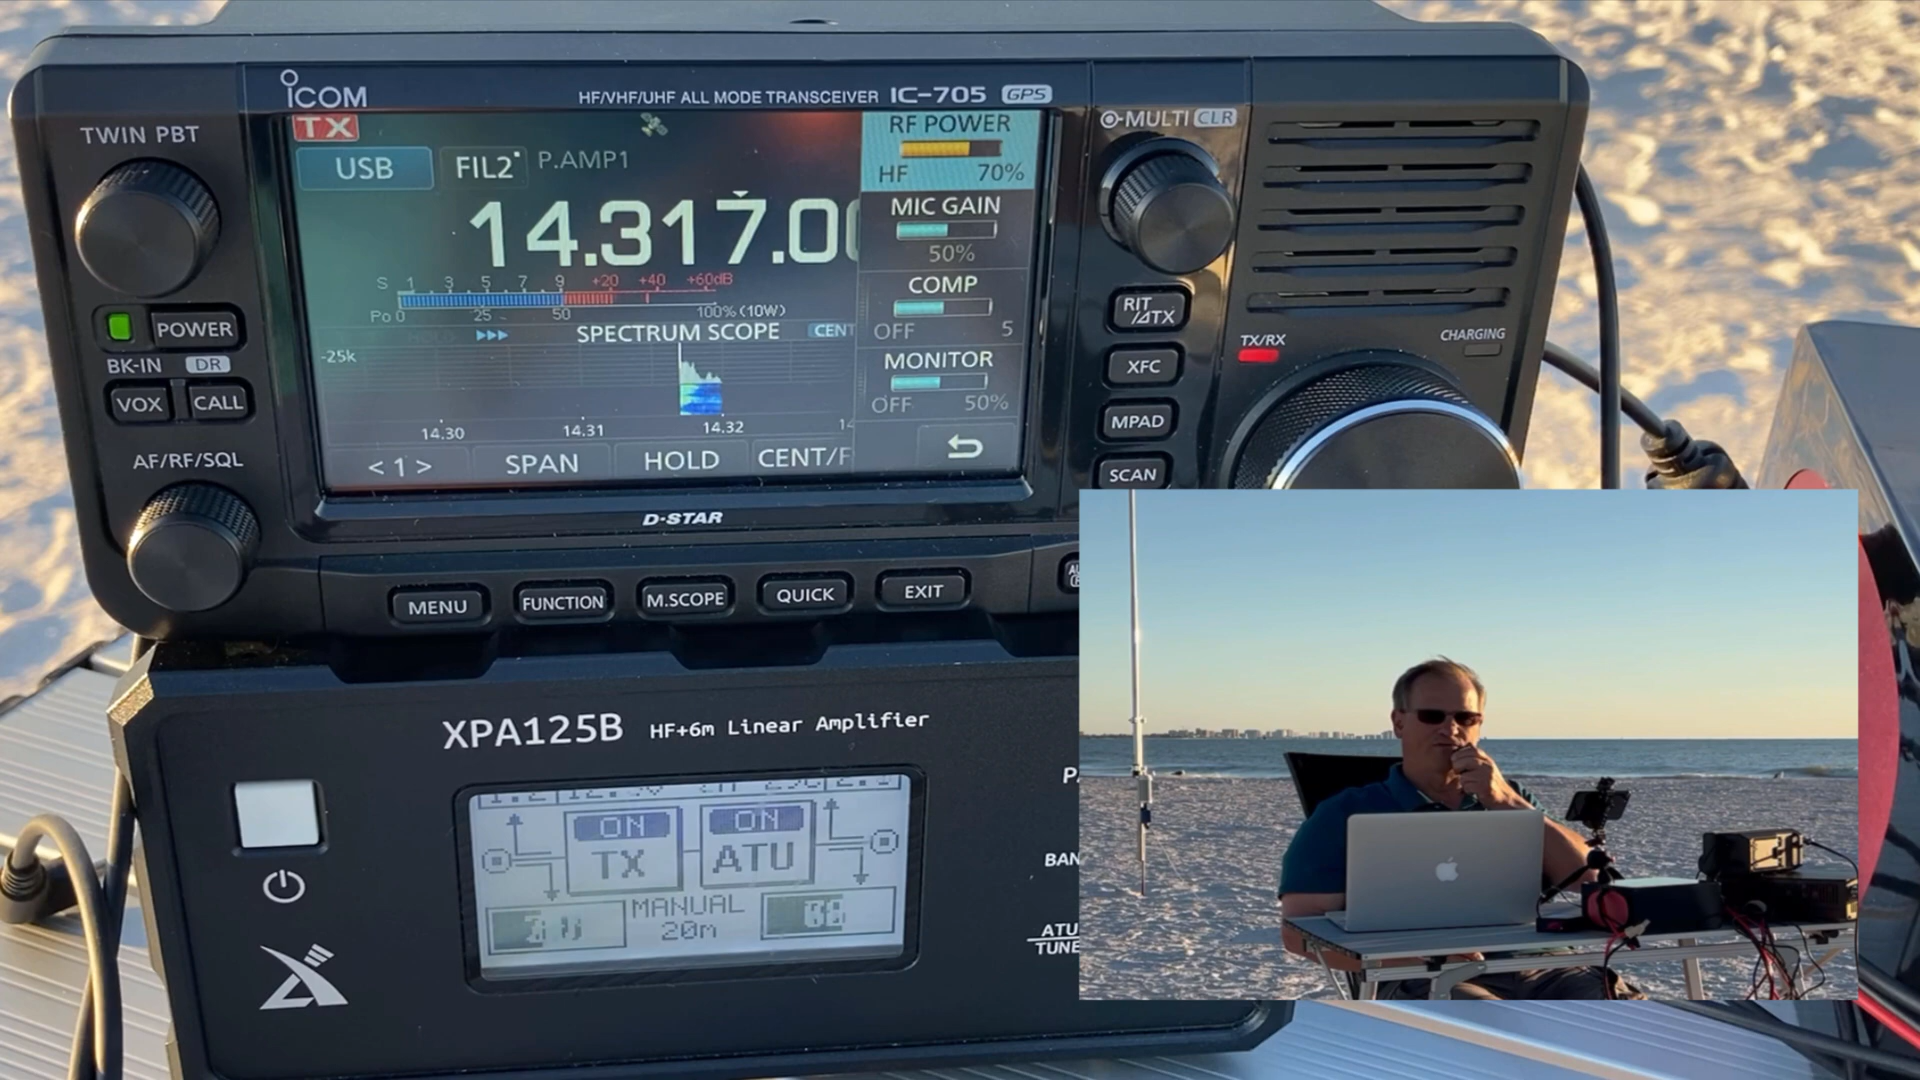 ICOM
HF/VHF/UHF ALL MODE TRANSCEIVER IC-705 GPS
TWIN PBT
MULTI CLR
TX
USB
FIL2
P.AMP1
14.317.0
RF POWER
HF 70%
MIC GAIN
50%
COMP
OFF 5
MONITOR
OFF 50%
S 1 3 5 7 9 +20 +40 +60dB
Po 0 25 50 100% (10W)
SPECTRUM SCOPE CENT
-25k
14.30 14.31 14.32 14
< 1 > SPAN HOLD CENT/F
D-STAR
POWER
BK-IN DR
VOX CALL
AF/RF/SQL
RIT
/ΔTX
XFC
MPAD
SCAN
TX/RX
CHARGING
MENU FUNCTION M.SCOPE QUICK EXIT
XPA125B HF+6m Linear Amplifier
ON ON
TX ATU
MANUAL
20m
ATU
TUNE